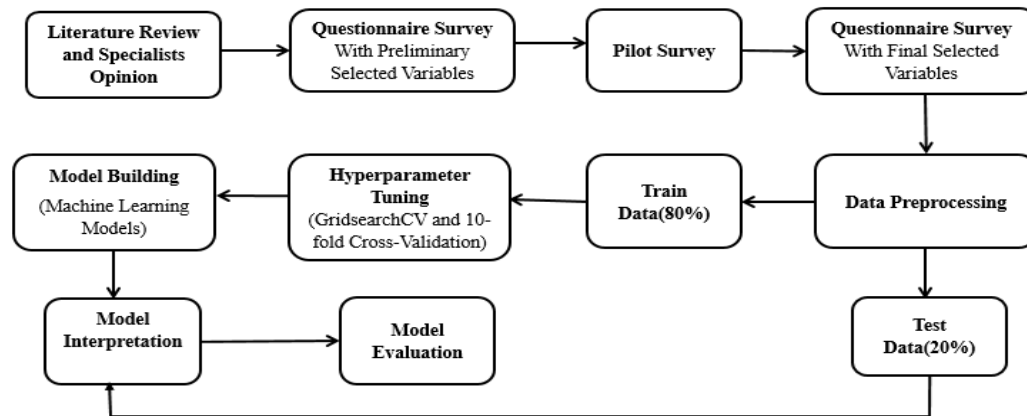 Literature Review
and Specialists
Opinion
Questionnaire Survey
With Preliminary
Selected Variables
Pilot Survey
Questionnaire Survey
With Final Selected
Variables
Model Building
(Machine Learning
Models)
Hyperparameter
Tuning
(GridsearchCV and 10-
fold Cross-Validation)
Train
Data(80%)
Data Preprocessing
Model
Interpretation
Model
Evaluation
Test
Data(20%)